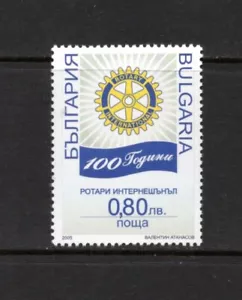 БЪЛГАРИЯ
BULGARIA
ROTARY
INTERNATIONAL
100 Години
РОТАРИ ИНТЕРНЕШЪНЪЛ
0,80лв.
поща
2005
ВАЛЕНТИН АТАНАСОВ